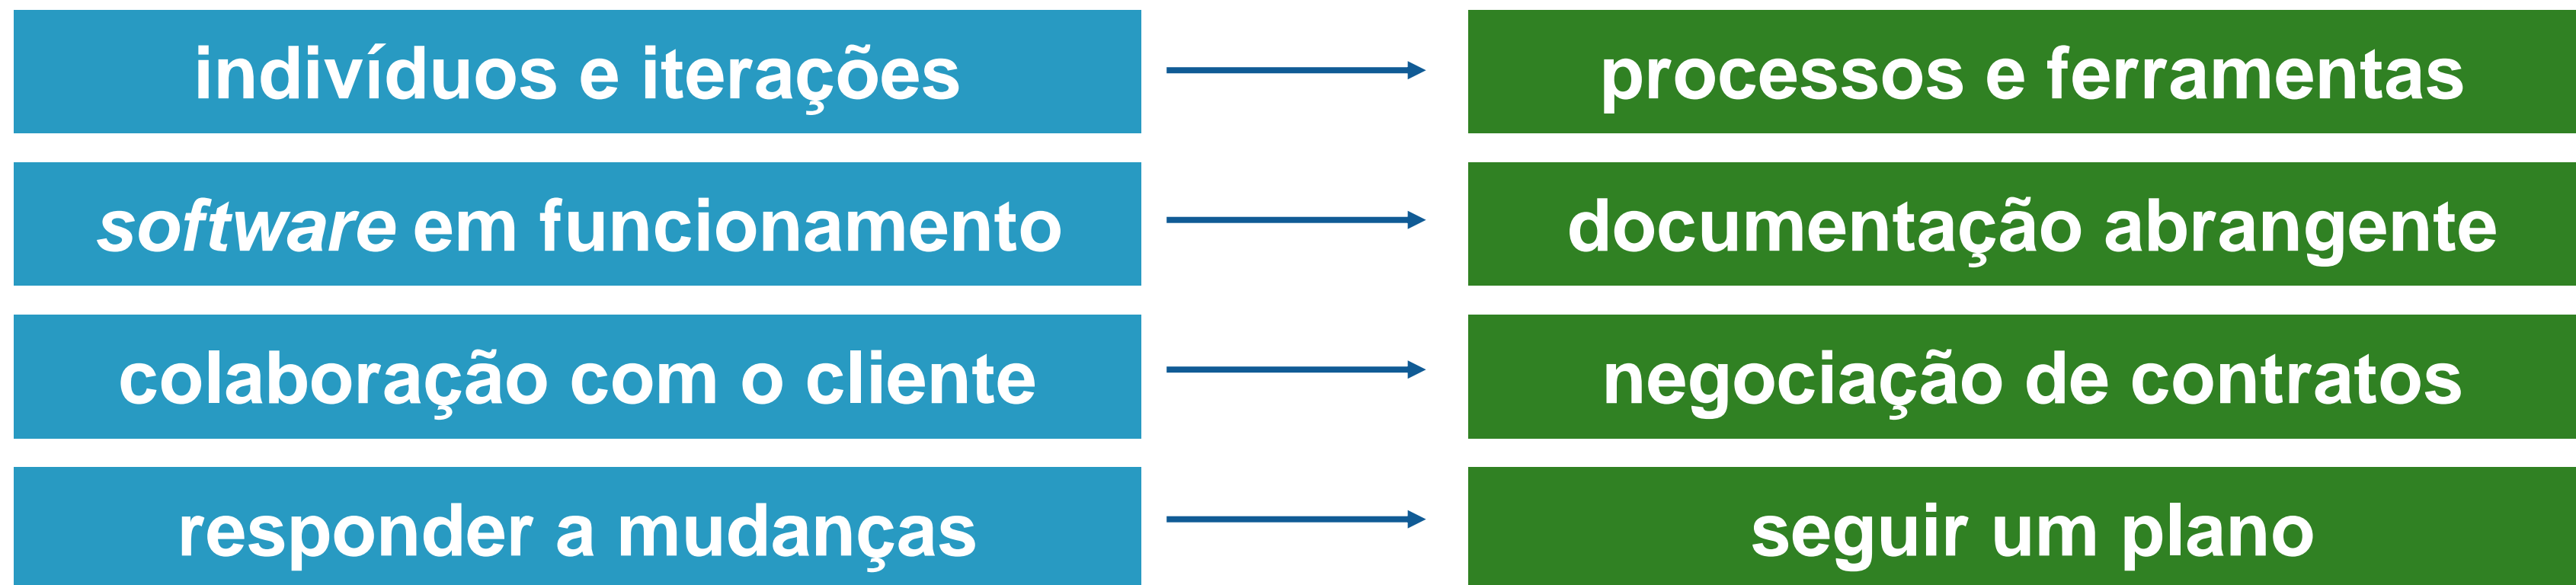 indivíduos e iterações
processos e ferramentas
software em funcionamento
documentação abrangente
colaboração com o cliente
negociação de contratos
responder a mudanças
seguir um plano